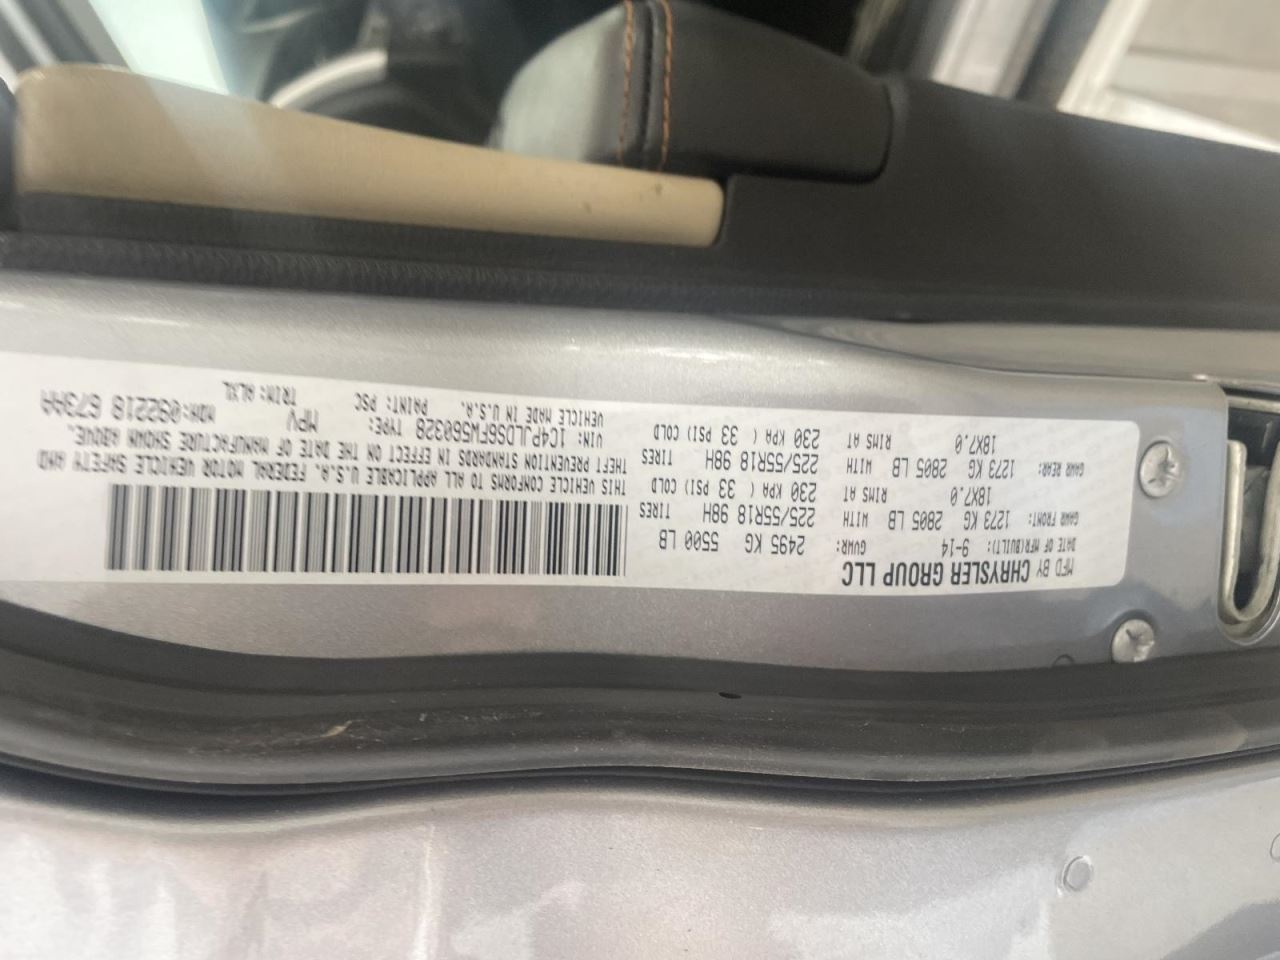 MFD BY CHRYSLER GROUP LLC
DATE OF MFR(BUILT): 9-14 GVWR: 2495 KG 5500 LB
GAWR FRONT: 1273 KG 2805 LB WITH 225/55R18 98H TIRES
18X7.0 RIMS AT 230 KPA ( 33 PSI) COLD
GAWR REAR: 1273 KG 2805 LB WITH 225/55R18 98H TIRES
18X7.0 RIMS AT 230 KPA ( 33 PSI) COLD
THIS VEHICLE CONFORMS TO ALL APPLICABLE U.S.A. FEDERAL MOTOR VEHICLE SAFETY AND
THEFT PREVENTION STANDARDS IN EFFECT ON THE DATE OF MANUFACTURE SHOWN ABOVE.
VIN: 1C4PJLDS6FW560328 TYPE: MPV MDH:092218 673AA
VEHICLE MADE IN U.S.A. PAINT: PSC TRIM: ALXL